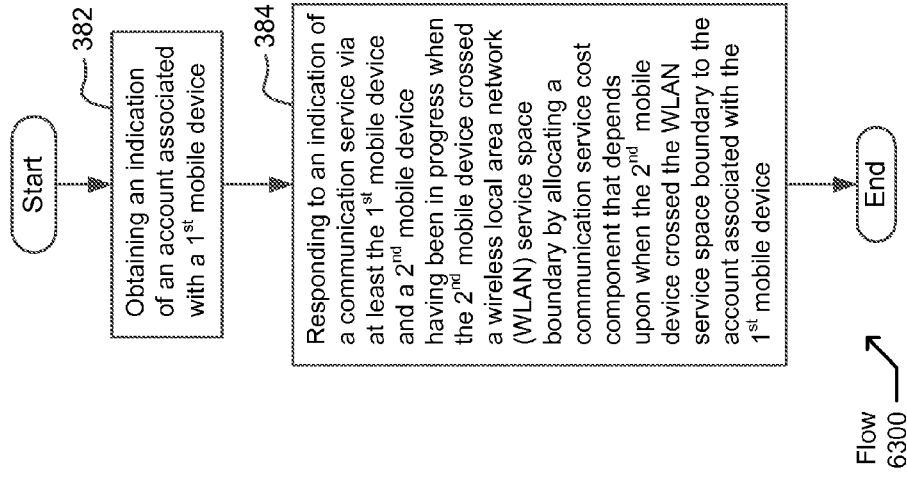 Start
382
Obtaining an indication
of an account associated
with a 1st mobile device
384
Responding to an indication of
a communication service via
at least the 1st mobile device
and a 2nd mobile device
having been in progress when
the 2nd mobile device crossed
a wireless local area network
(WLAN) service space
boundary by allocating a
communication service cost
component that depends
upon when the 2nd mobile
device crossed the WLAN
service space boundary to the
account associated with the
1st mobile device
End
Flow
6300